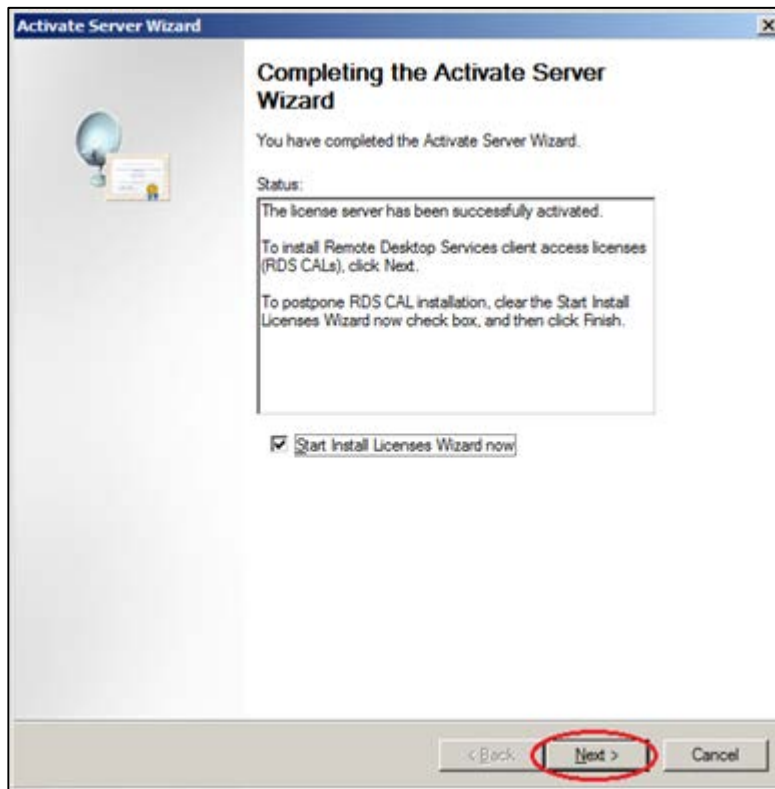 Activate Server Wizard
Completing the Activate Server
Wizard
You have completed the Activate Server Wizard.
Status:
The license server has been successfully activated.
To install Remote Desktop Services client access licenses
(RDS CALs), click Next.
To postpone RDS CAL installation, clear the Start Install
Licenses Wizard now check box, and then click Finish.
Start Install Licenses Wizard now
< Back
Next >
Cancel